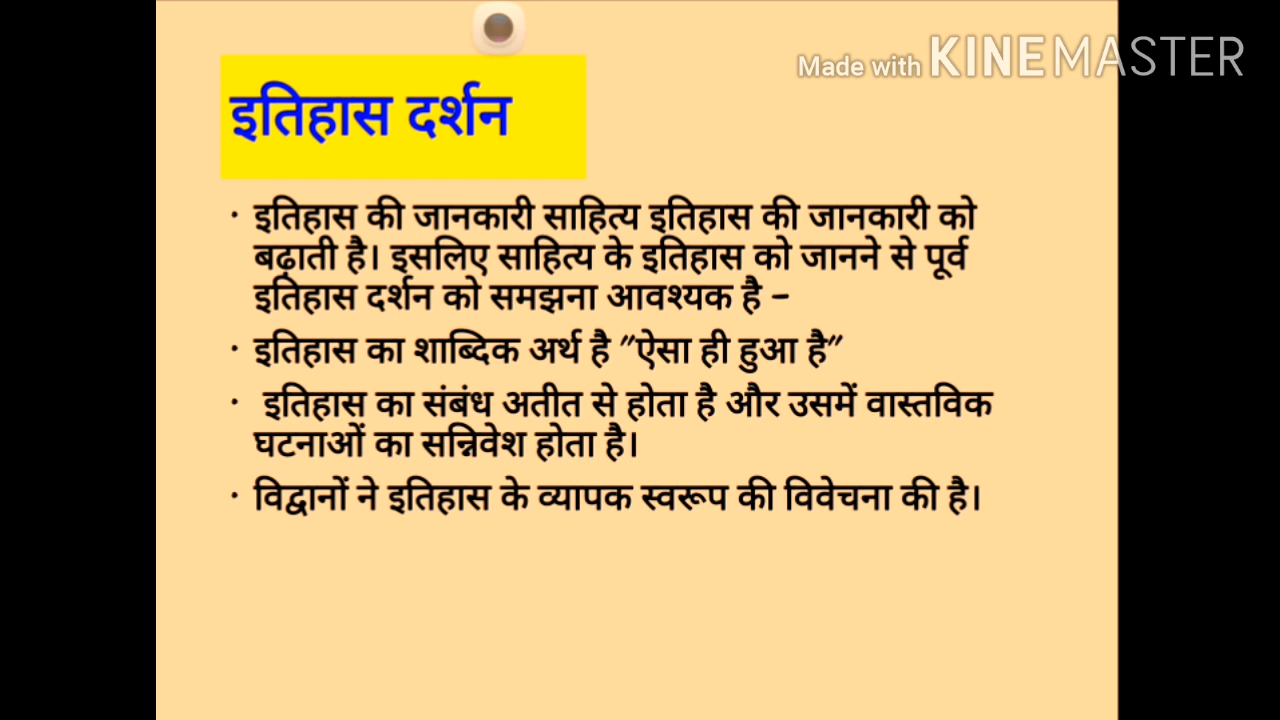 Made with KINEMASTER
इतिहास दर्शन
· इतिहास की जानकारी साहित्य इतिहास की जानकारी को
बढ़ाती है। इसलिए साहित्य के इतिहास को जानने से पूर्व
इतिहास दर्शन को समझना आवश्यक है –
· इतिहास का शाब्दिक अर्थ है "ऐसा ही हुआ है"
· इतिहास का संबंध अतीत से होता है और उसमें वास्तविक
घटनाओं का सन्निवेश होता है।
· विद्वानों ने इतिहास के व्यापक स्वरूप की विवेचना की है।